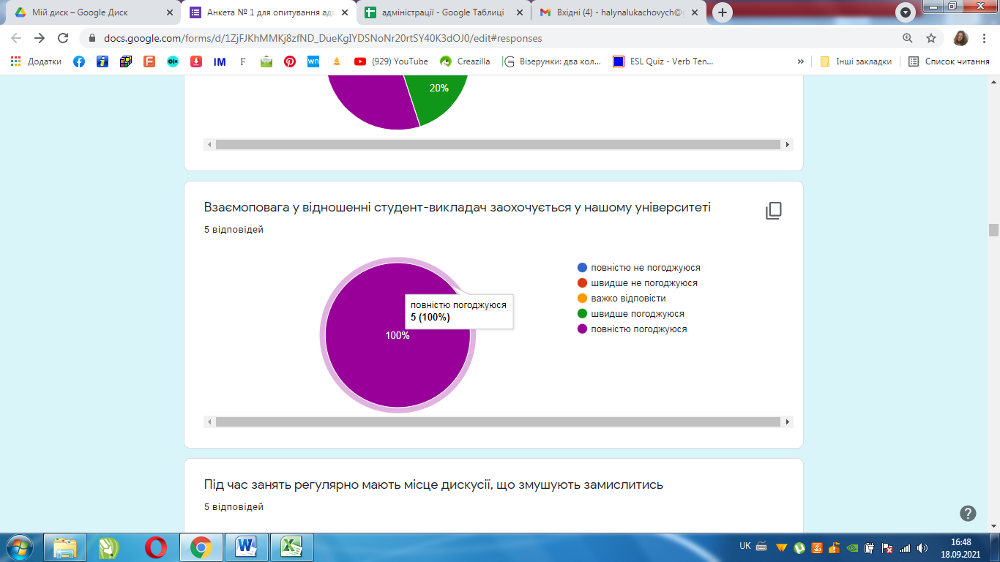 Мій диск – Google Диск
Анкета № 1 для опитування адм
адміністрації - Google Таблиці
Вхідні (4) - halynalukachovych@g
docs.google.com/forms/d/1ZjFJKhMMKj8zfND_DueKgIYDSNoNr20rtSY40K3dOJ0/edit#responses
Додатки
IM
F
(929) YouTube
Creazilla
Візерунки: два кол...
ESL Quiz - Verb Ten...
»
Інші закладки
Список читання
20%
Взаємоповага у відношенні студент-викладач заохочується у нашому університеті
5 відповідей
повністю погоджуюся
5 (100%)
100%
повністю не погоджуюся
швидше не погоджуюся
важко відповісти
швидше погоджуюся
повністю погоджуюся
Під час занять регулярно мають місце дискусії, що змушують замислитись
5 відповідей
UK
16:48
18.09.2021